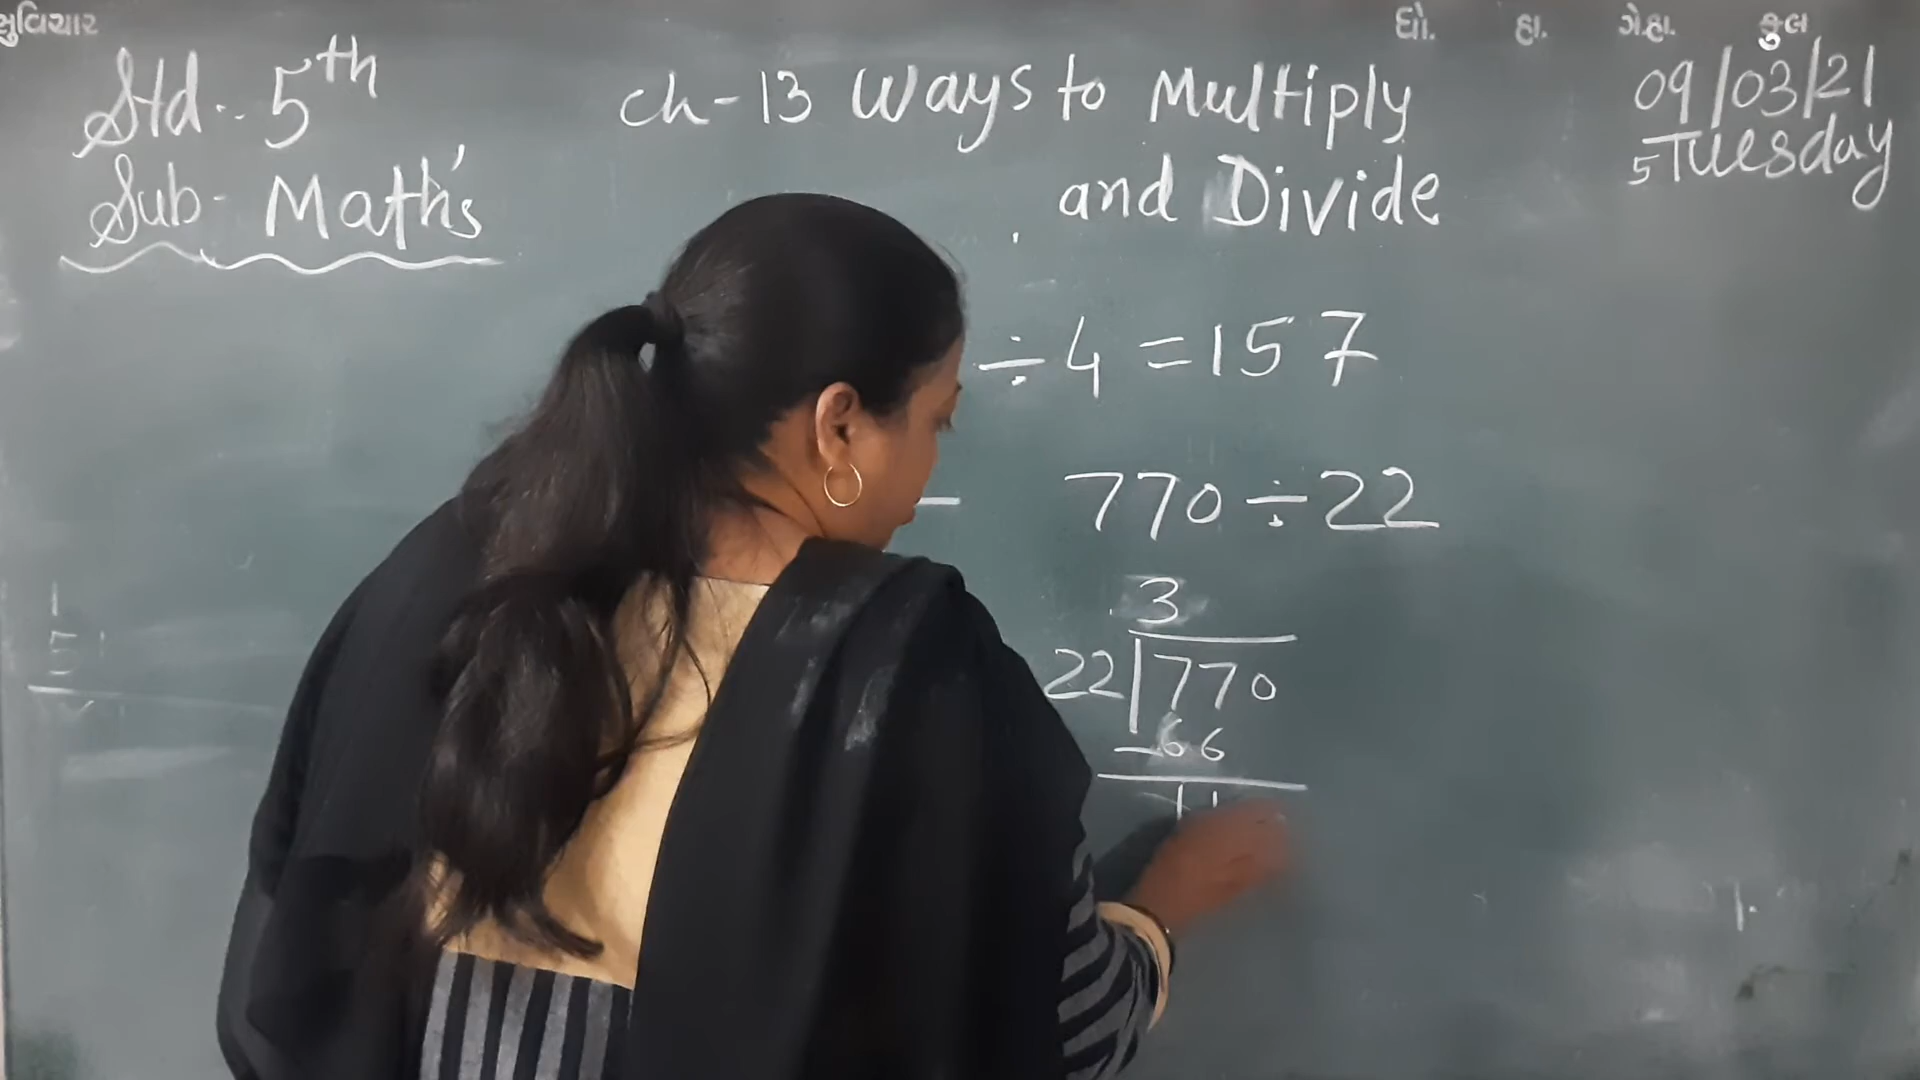 સુવિચાર
ઘો. હા. ગે.હા. કુલ
Std.- 5th
Sub- Math's
ch-13 Ways to Multiply
and Divide
09/03/21
Tuesday
÷ 4 = 157
- 770 ÷ 22
3
22 770
- 66
11